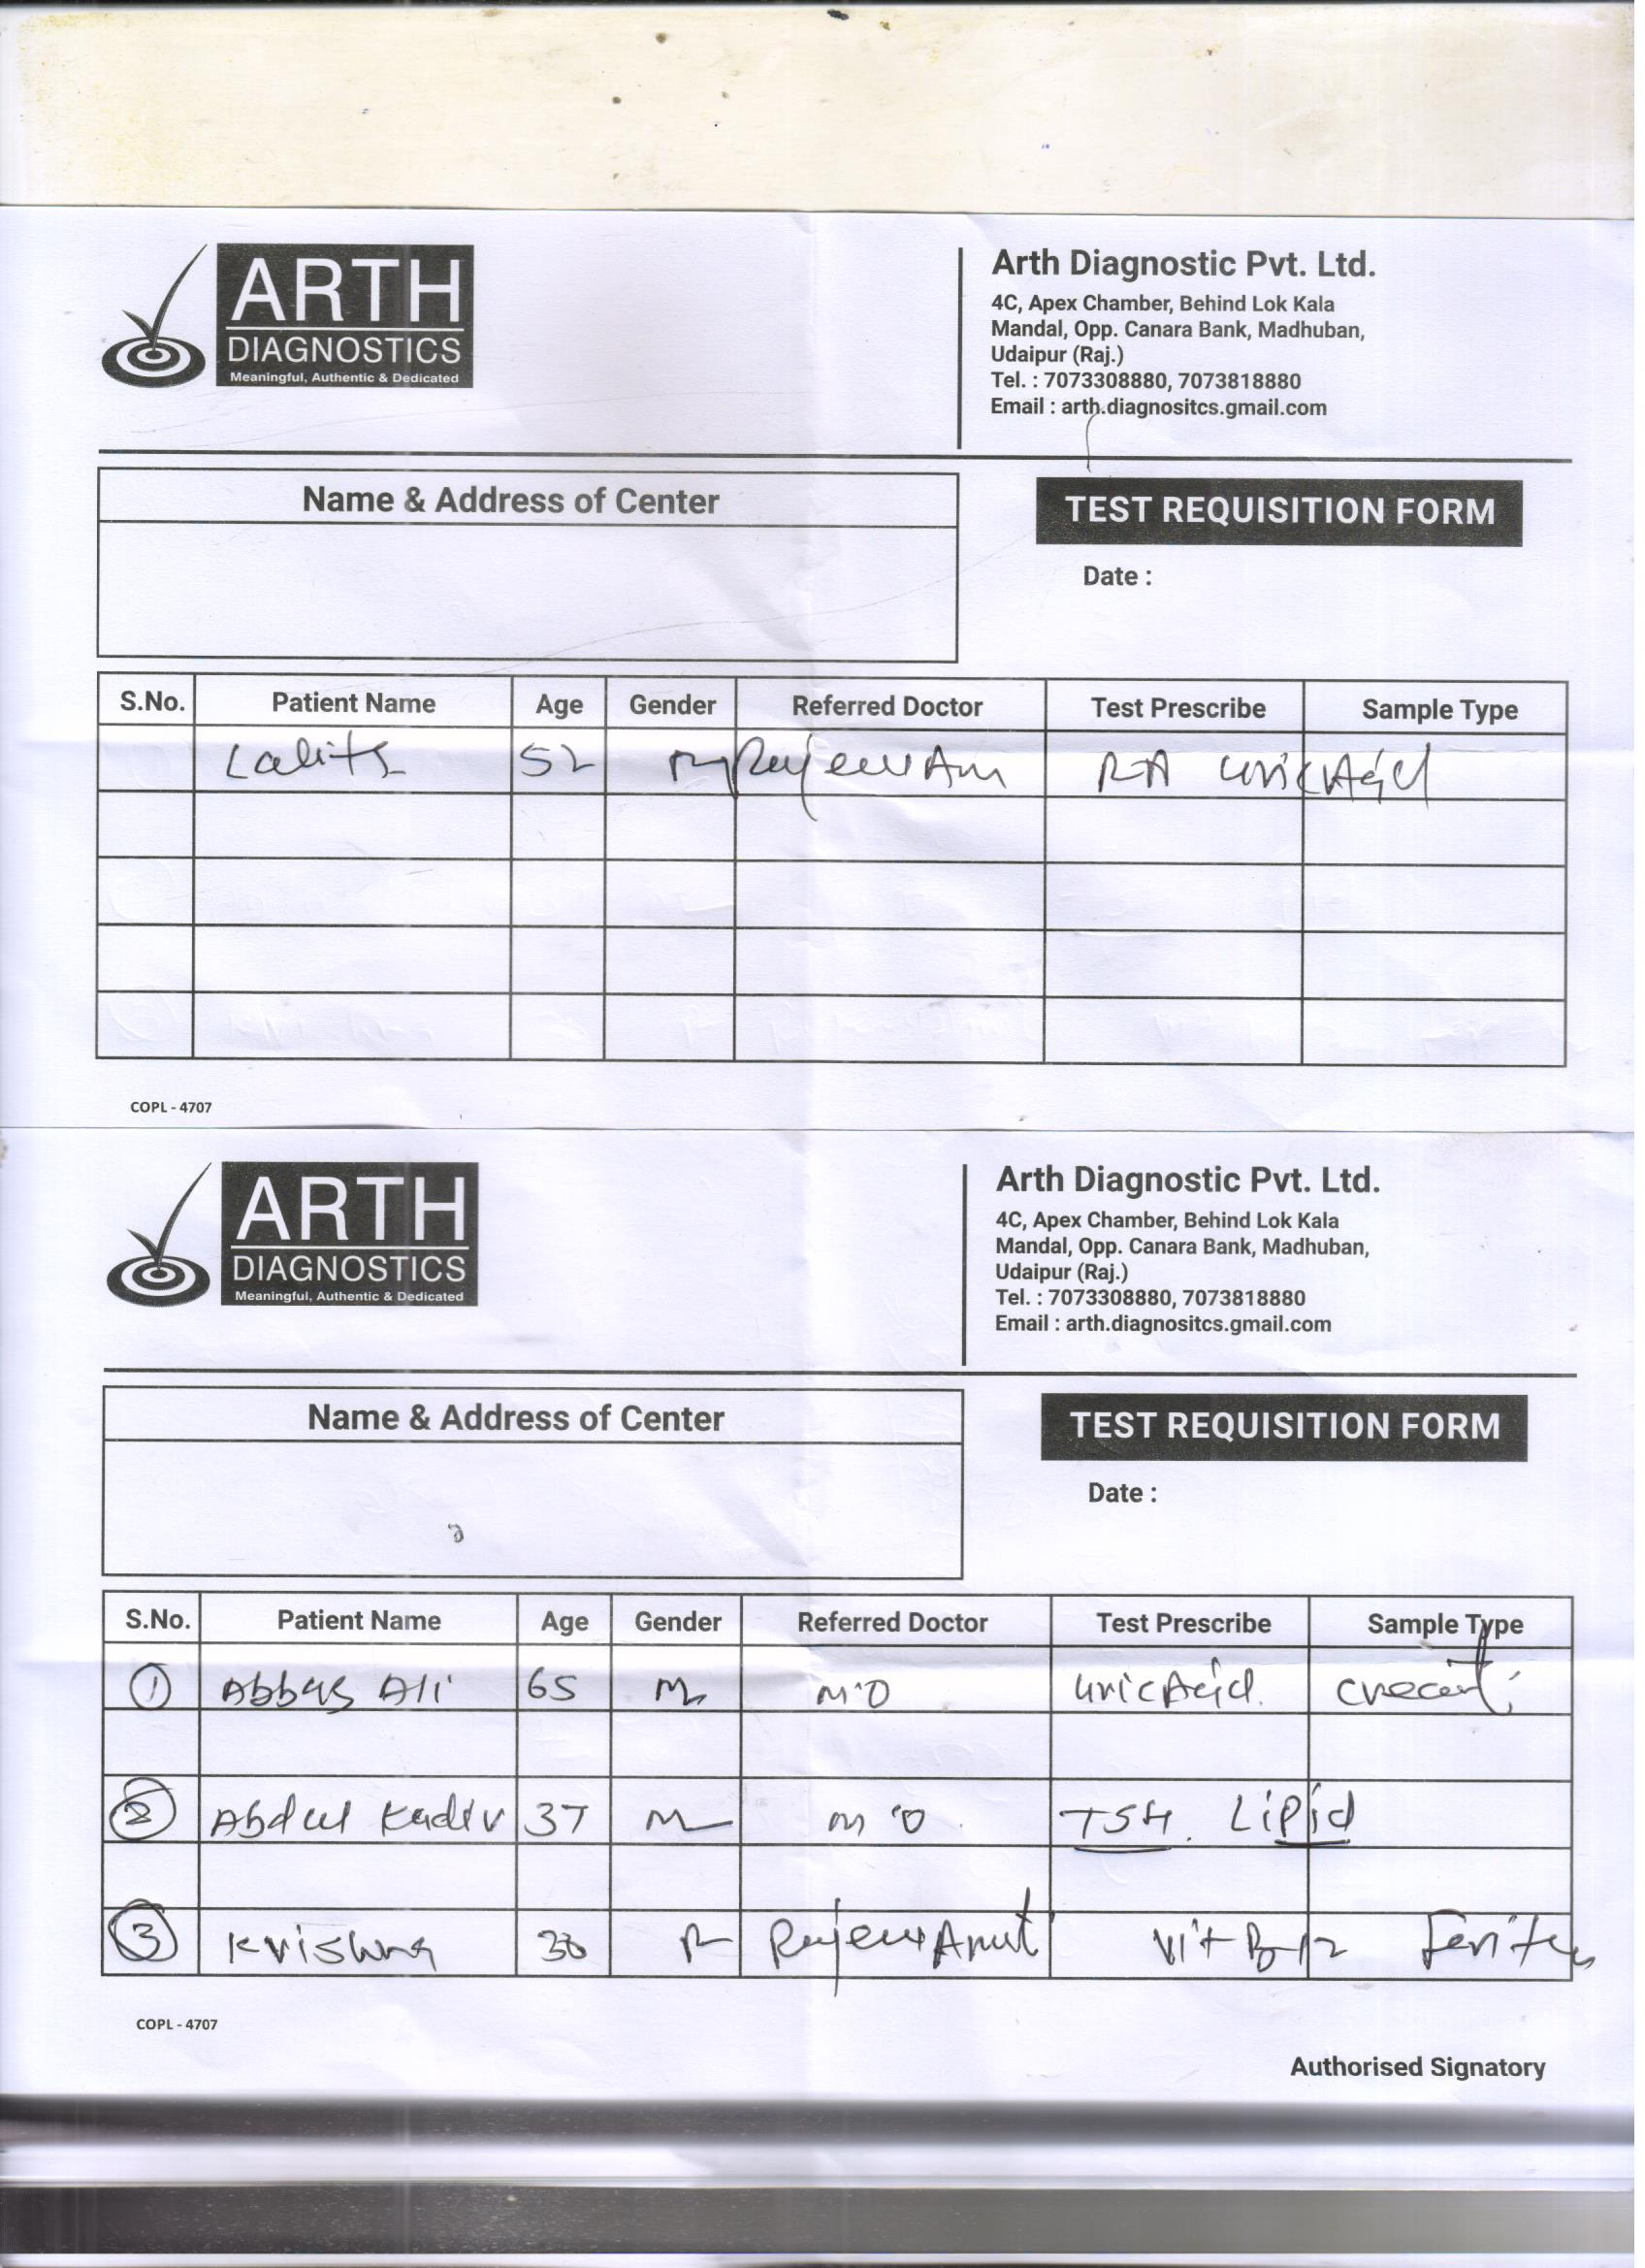 ARTH
DIAGNOSTICS
Meaningful, Authentic & Dedicated
Arth Diagnostic Pvt. Ltd.
4C, Apex Chamber, Behind Lok Kala
Mandal, Opp. Canara Bank, Madhuban,
Udaipur (Raj.)
Tel. : 7073308880, 7073818880
Email : arth.diagnositcs.gmail.com
Name & Address of Center
TEST REQUISITION FORM
Date :
S.No. Patient Name Age Gender Referred Doctor Test Prescribe Sample Type
52 RA uric Acid
COPL - 4707
ARTH
DIAGNOSTICS
Meaningful, Authentic & Dedicated
Arth Diagnostic Pvt. Ltd.
4C, Apex Chamber, Behind Lok Kala
Mandal, Opp. Canara Bank, Madhuban,
Udaipur (Raj.)
Tel. : 7073308880, 7073818880
Email : arth.diagnositcs.gmail.com
Name & Address of Center
TEST REQUISITION FORM
Date :
S.No. Patient Name Age Gender Referred Doctor Test Prescribe Sample Type
1 Abbas Ali 65 M M.O Uric Acid.
2 Abdul Kadir 37 M M.O TSH. Lipid
3 Krishna Vit B-12
COPL - 4707
Authorised Signatory